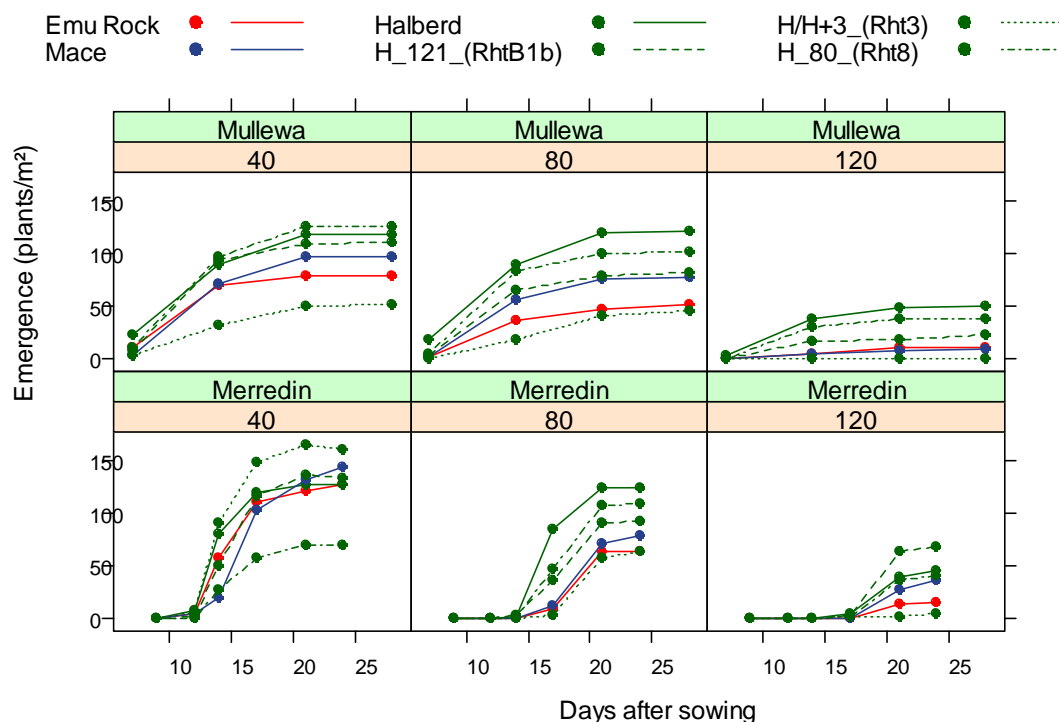 Emu Rock Halberd H/H+3_(Rht3)
Mace H_121_(RhtB1b) H_80_(Rht8)
Mullewa Mullewa Mullewa
40 80 120
150
100
50
0
Emergence (plants/m²)
Merredin Merredin Merredin
40 80 120
150
100
50
0
10 15 20 25 10 15 20 25 10 15 20 25
Days after sowing